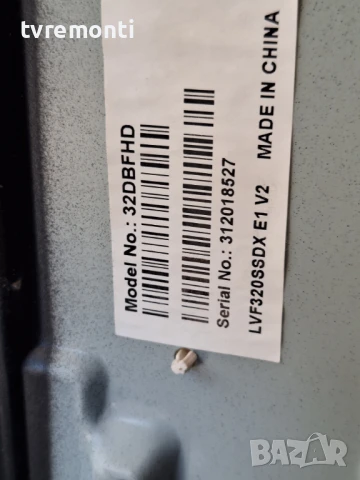 tvremonti
Model No.: 32DBFHD
Serial No.: 312018527
LVF320SSDX E1 V2 MADE IN CHINA
BAZAR